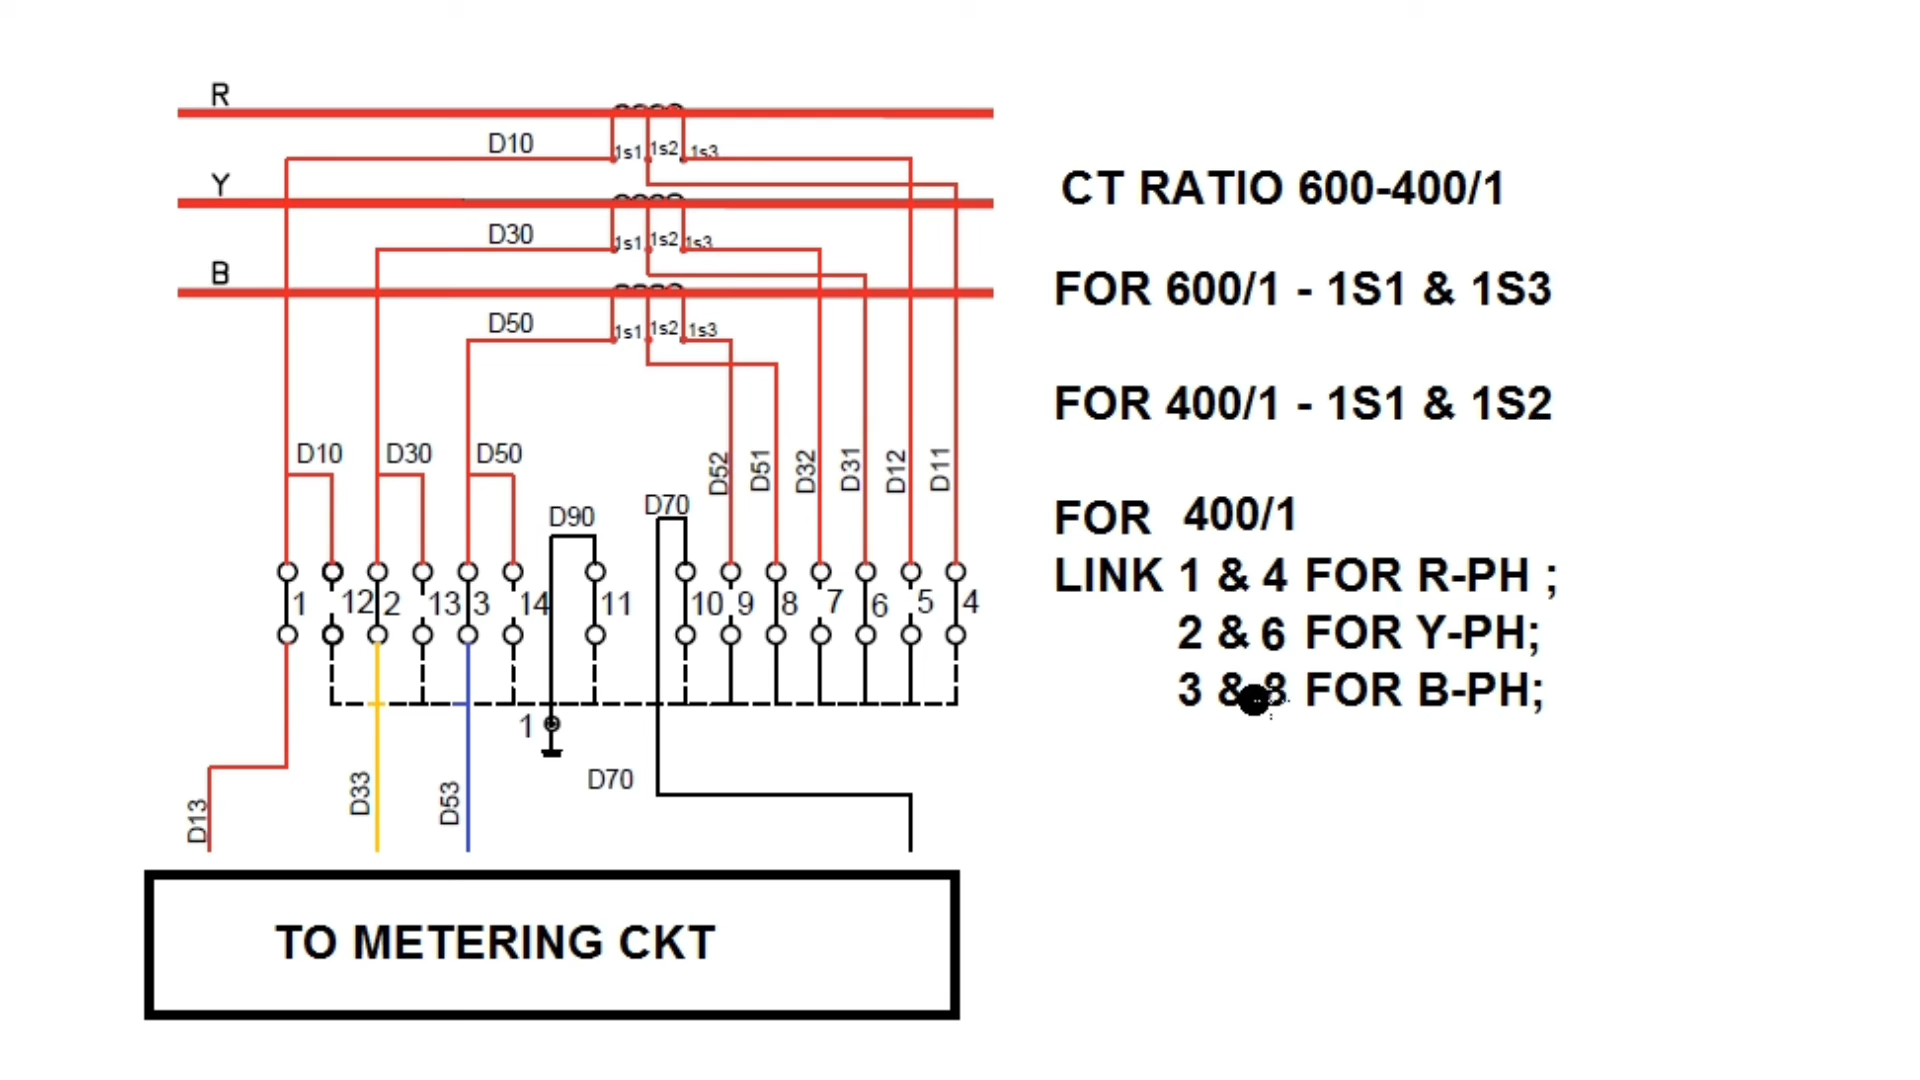 R
D10
1s1 1s2 1s3
Y
D30
1s1 1s2 1s3
B
D50
1s1 1s2 1s3
D10 D30 D50
D52 D51 D32 D31 D12 D11
D90 D70
1 12 2 13 3 14 11 10 9 8 7 6 5 4
1
D70
D13 D33 D53
TO METERING CKT
CT RATIO 600-400/1
FOR 600/1 - 1S1 & 1S3
FOR 400/1 - 1S1 & 1S2
FOR 400/1
LINK 1 & 4 FOR R-PH ;
2 & 6 FOR Y-PH;
3 & 8 FOR B-PH;